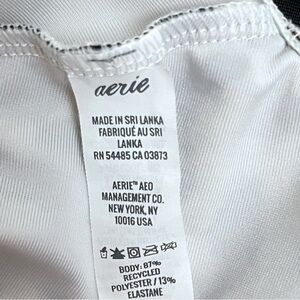 aerie
MADE IN SRI LANKA
FABRIQUÉ AU SRI
LANKA
RN 54485 CA 03873
AERIE™ AEO
MANAGEMENT CO.
NEW YORK, NY
10016 USA
BODY: 87%
RECYCLED
POLYESTER / 13%
ELASTANE